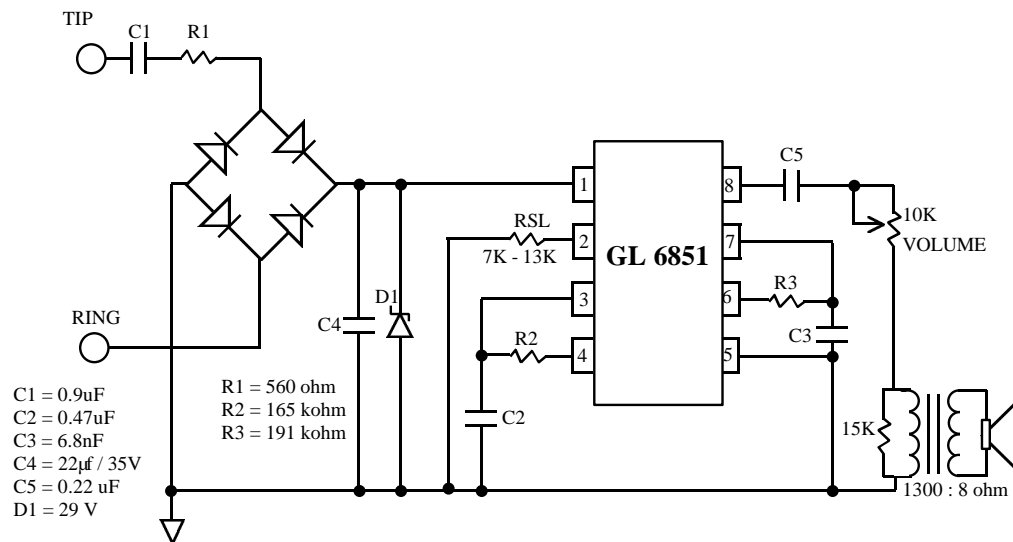 TIP
C1
R1
C5
1
8
10K
VOLUME
RSL
7K - 13K
2
7
GL 6851
D1
3
6
R3
RING
C4
R2
4
5
C3
C1 = 0.9uF
C2 = 0.47uF
C3 = 6.8nF
C4 = 22µf / 35V
C5 = 0.22 uF
D1 = 29 V
R1 = 560 ohm
R2 = 165 kohm
R3 = 191 kohm
C2
15K
1300 : 8 ohm